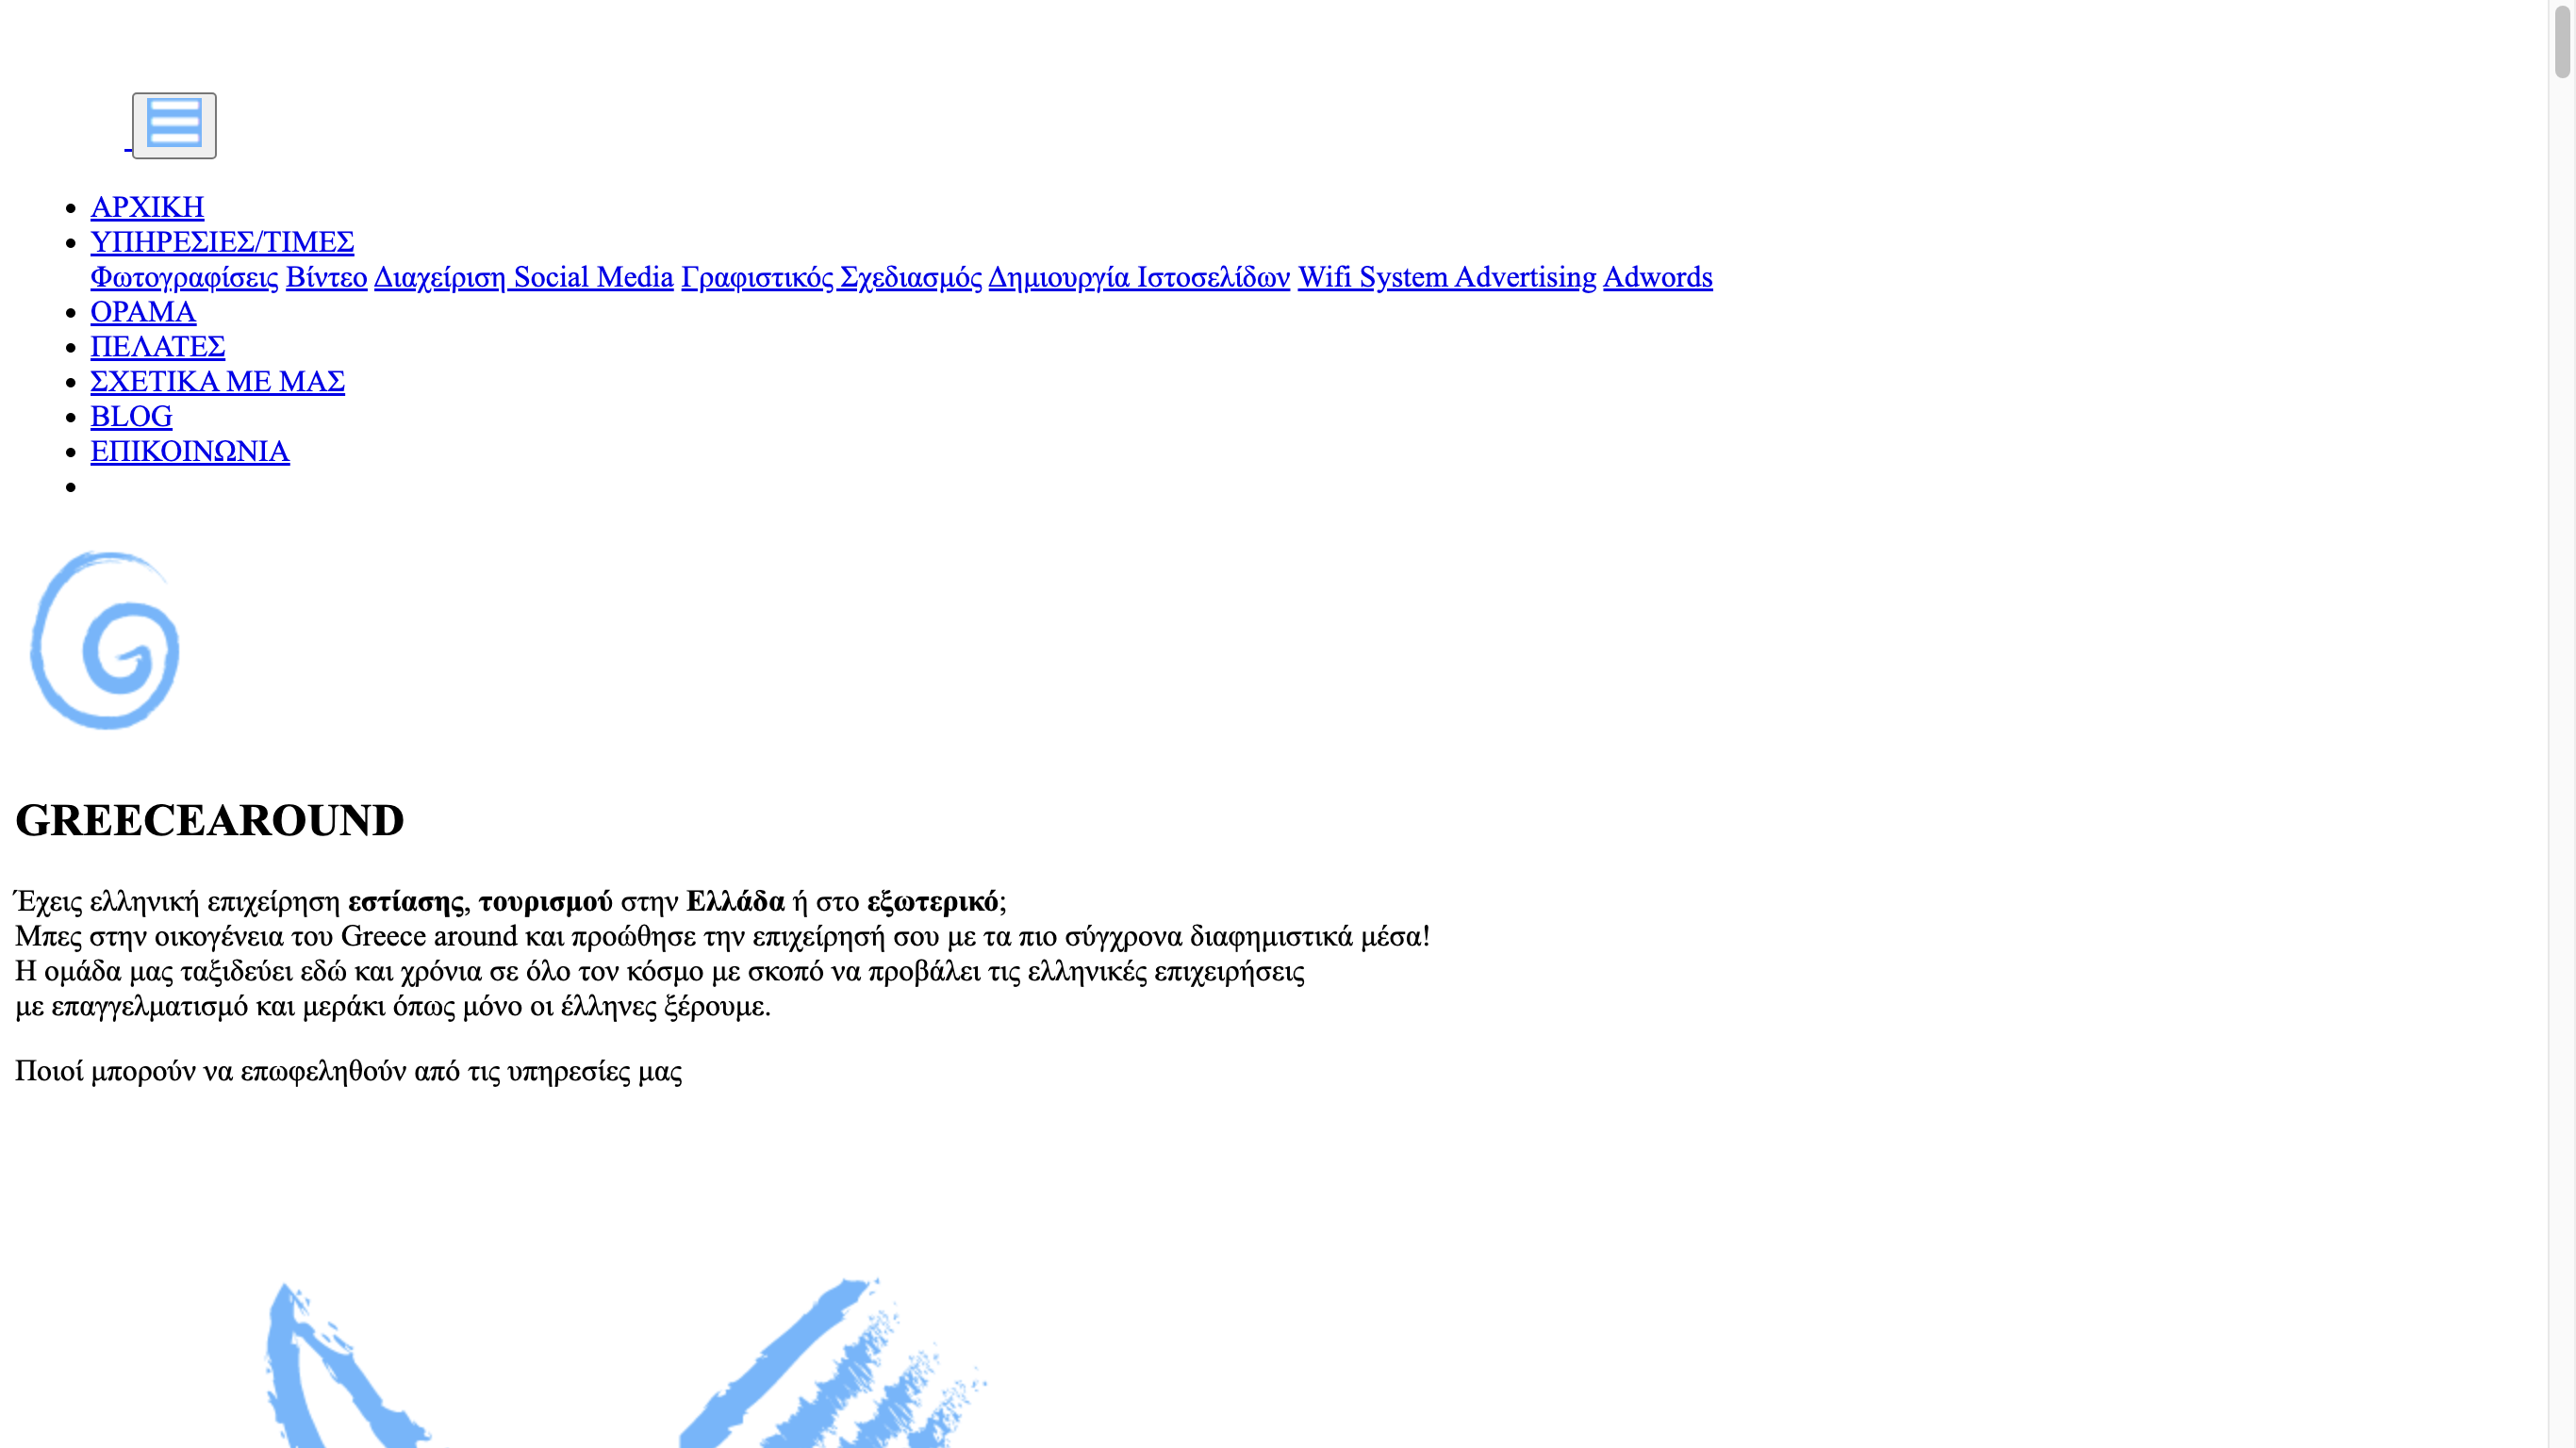 ΑΡΧΙΚΗ
ΥΠΗΡΕΣΙΕΣ/ΤΙΜΕΣ
Φωτογραφίσεις Βίντεο Διαχείριση Social Media Γραφιστικός Σχεδιασμός Δημιουργία Ιστοσελίδων Wifi System Advertising Adwords
ΟΡΑΜΑ
ΠΕΛΑΤΕΣ
ΣΧΕΤΙΚΑ ΜΕ ΜΑΣ
BLOG
ΕΠΙΚΟΙΝΩΝΙΑ
GREECEAROUND
Έχεις ελληνική επιχείρηση εστίασης, τουρισμού στην Ελλάδα ή στο εξωτερικό;
Μπες στην οικογένεια του Greece around και προώθησε την επιχείρησή σου με τα πιο σύγχρονα διαφημιστικά μέσα!
Η ομάδα μας ταξιδεύει εδώ και χρόνια σε όλο τον κόσμο με σκοπό να προβάλει τις ελληνικές επιχειρήσεις
με επαγγελματισμό και μεράκι όπως μόνο οι έλληνες ξέρουμε.
Ποιοί μπορούν να επωφεληθούν από τις υπηρεσίες μας